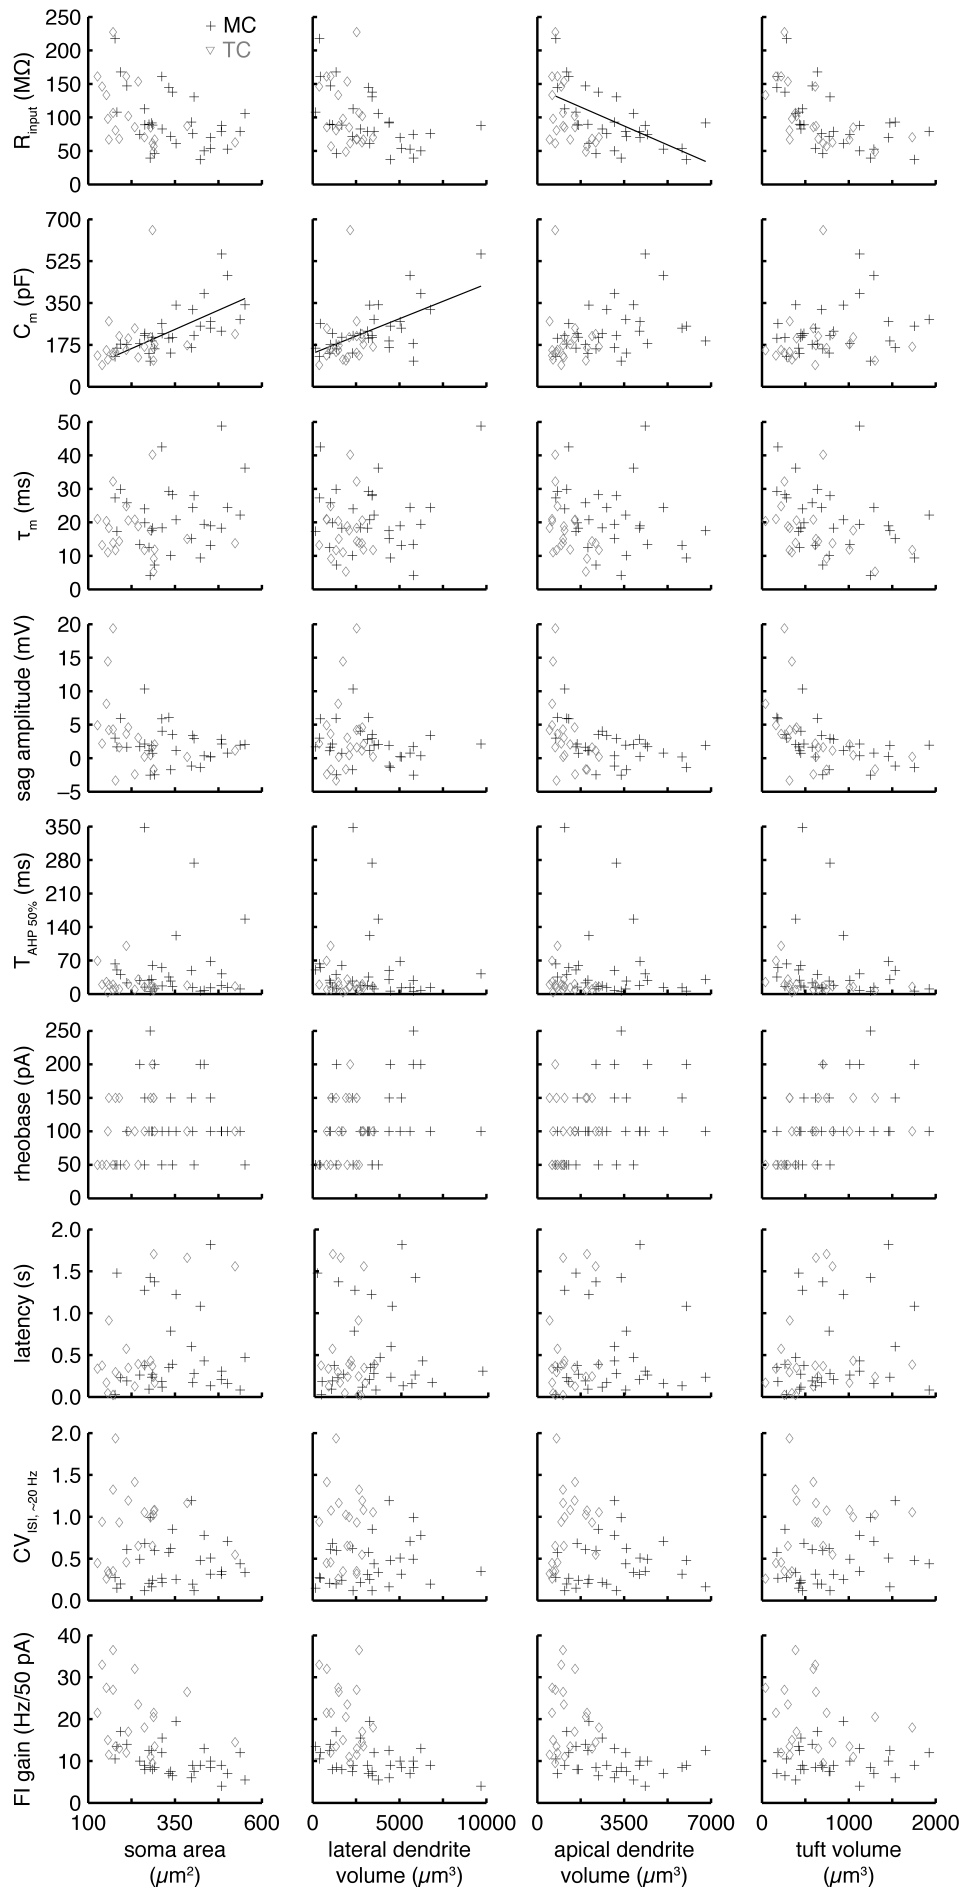 MC
TC
R input (MΩ)
250
200
150
100
50
0
C m (pF)
700
525
350
175
0
τ m (ms)
50
40
30
20
10
0
sag amplitude (mV)
20
15
10
5
0
–5
T AHP 50% (ms)
350
280
210
140
70
0
rheobase (pA)
250
200
150
100
50
0
latency (s)
2.0
1.5
1.0
0.5
0.0
CV ISI, ~20 Hz
2.0
1.5
1.0
0.5
0.0
FI gain (Hz/50 pA)
40
30
20
10
0
100 350 600
0 5000 10000
0 3500 7000
0 1000 2000
soma area
(µm²)
lateral dendrite
volume (µm³)
apical dendrite
volume (µm³)
tuft volume
(µm³)